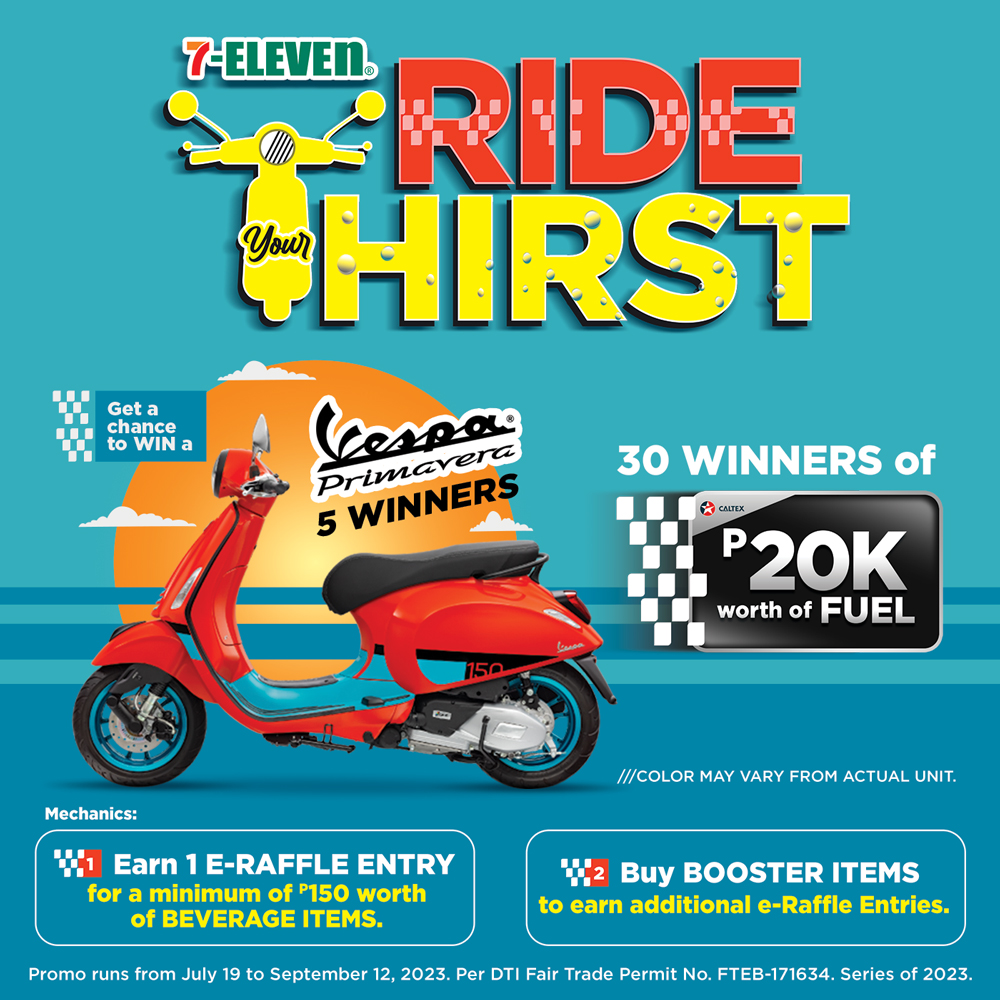 7-ELEVEn®
RIDE
Your
THIRST
Get a
chance
to WIN a
Vespa®
Primavera
5 WINNERS
30 WINNERS of
CALTEX
P20K
worth of FUEL
Vespa
150
///COLOR MAY VARY FROM ACTUAL UNIT.
Mechanics:
1 Earn 1 E-RAFFLE ENTRY
for a minimum of P150 worth
of BEVERAGE ITEMS.
2 Buy BOOSTER ITEMS
to earn additional e-Raffle Entries.
Promo runs from July 19 to September 12, 2023. Per DTI Fair Trade Permit No. FTEB-171634. Series of 2023.